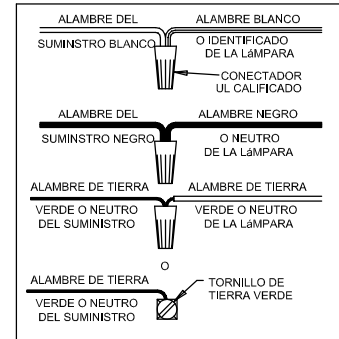 ALAMBRE DEL ALAMBRE BLANCO
SUMINSTRO BLANCO O IDENTIFICADO
DE LA LáMPARA
CONECTADOR
UL CALIFICADO
ALAMBRE DEL ALAMBRE NEGRO
SUMINSTRO NEGRO O NEUTRO
DE LA LáMPARA
ALAMBRE DE TIERRA ALAMBRE DE TIERRA
VERDE O NEUTRO VERDE O NEUTRO
DEL SUMINISTRO DE LA LáMPARA
O
ALAMBRE DE TIERRA TORNILLO DE
TIERRA VERDE
VERDE O NEUTRO
DEL SUMINISTRO